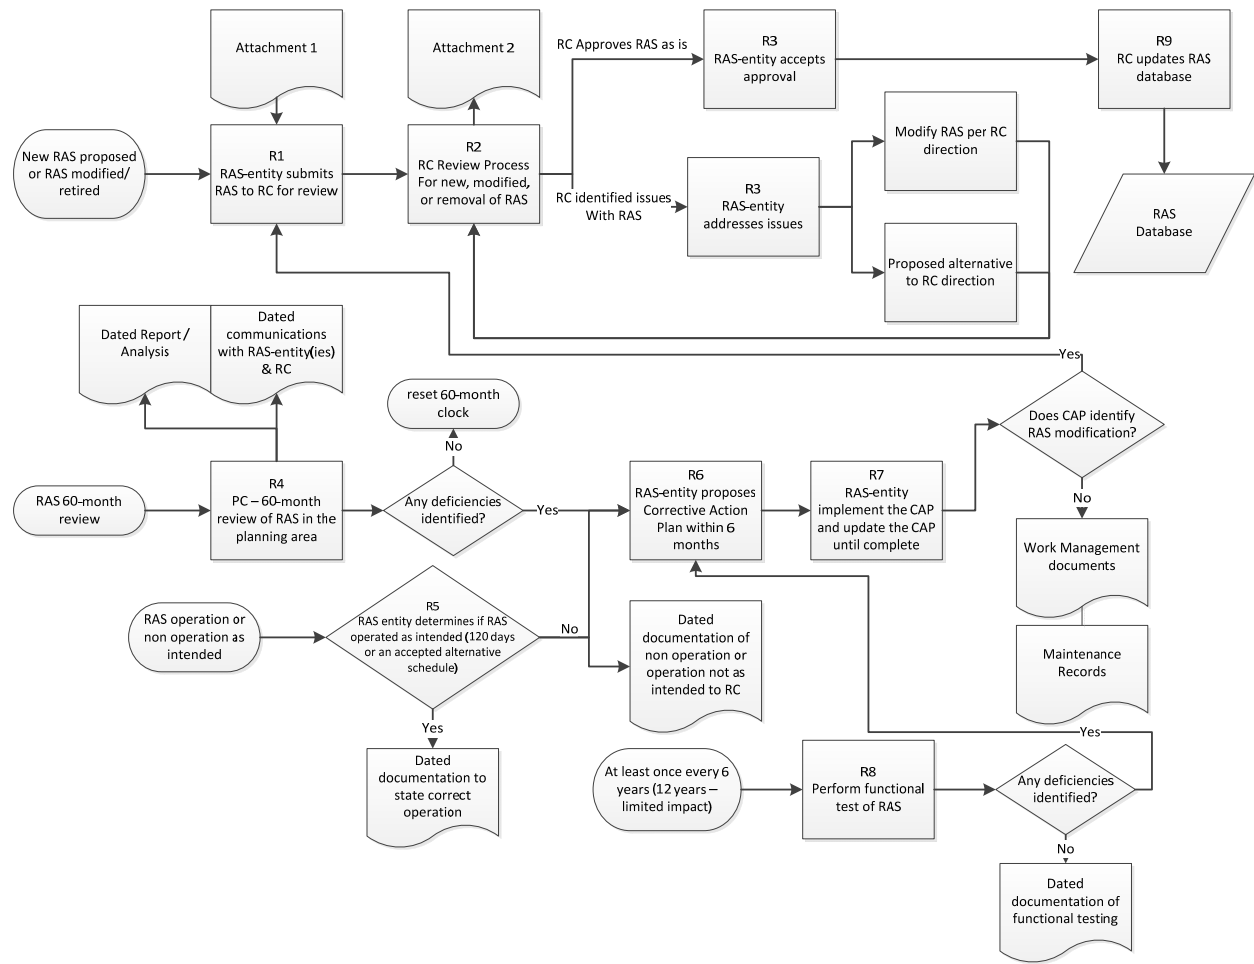 Attachment 1
Attachment 2
RC Approves RAS as is
R3
RAS-entity accepts
approval
R9
RC updates RAS
database
New RAS proposed
or RAS modified/
retired
R1
RAS-entity submits
RAS to RC for review
R2
RC Review Process
For new, modified,
or removal of RAS
RC identified issues
With RAS
R3
RAS-entity
addresses issues
Modify RAS per RC
direction
Proposed alternative
to RC direction
RAS
Database
Dated Report/
Analysis
Dated
communications
with RAS-entity(ies)
& RC
reset 60-month
clock
No
Yes
Does CAP identify
RAS modification?
RAS 60-month
review
R4
PC – 60-month
review of RAS in the
planning area
Any deficiencies
identified?
Yes
R6
RAS-entity proposes
Corrective Action
Plan within 6
months
R7
RAS-entity
implement the CAP
and update the CAP
until complete
No
Work Management
documents
Maintenance
Records
RAS operation or
non operation as
intended
R5
RAS entity determines if RAS
operated as intended (120 days
or an accepted alternative
schedule)
No
Dated
documentation of
non operation or
operation not as
intended to RC
Yes
Dated
documentation to
state correct
operation
At least once every 6
years (12 years –
limited impact)
R8
Perform functional
test of RAS
Any deficiencies
identified?
Yes
No
Dated
documentation of
functional testing